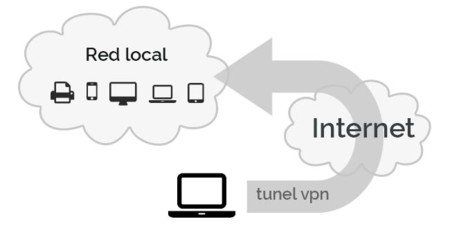 Red local
Internet
tunel vpn